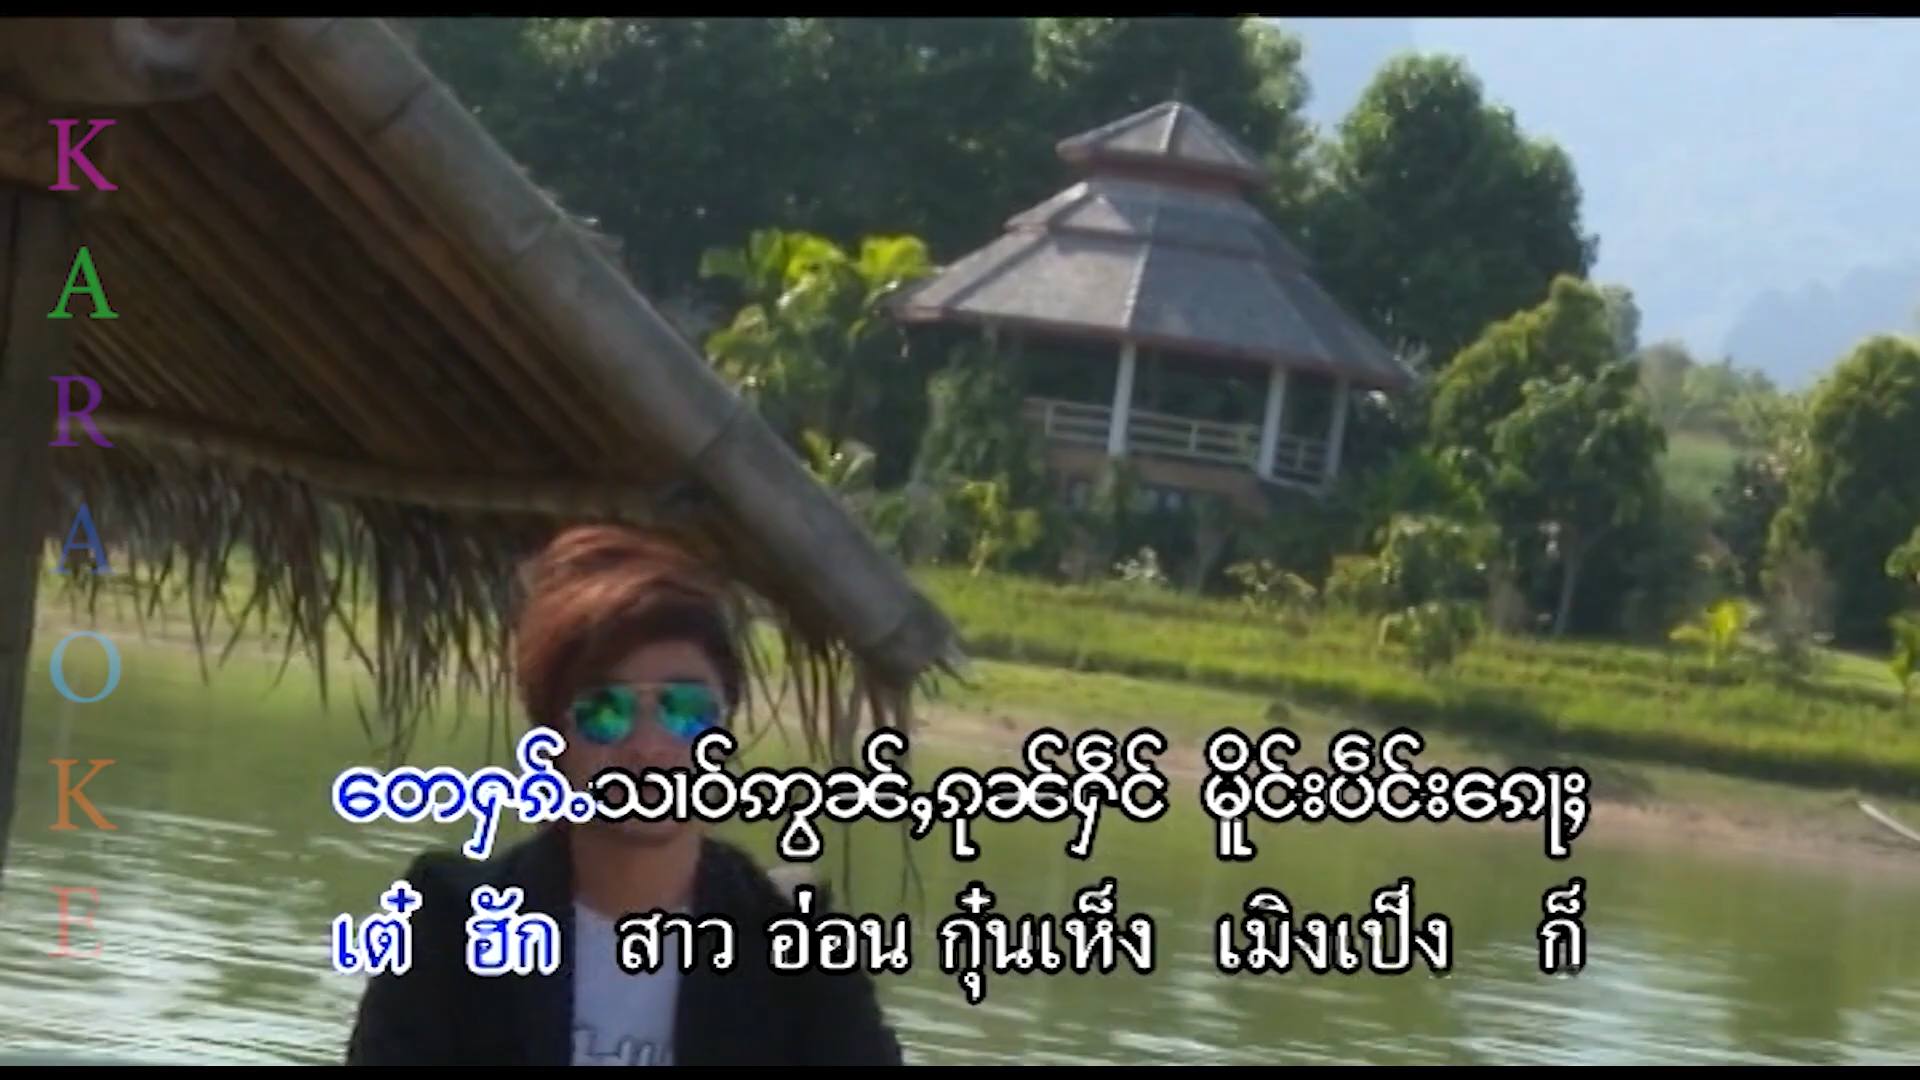 KARAOKE
တေႁၵ်ႉသၢဝ်ဢွၼ်ႇၵုၼ်ႁဵင် မိူင်းပဵင်းၵေႃႈ
เต๋ ฮัก สาว อ่อน กุ๋นเห็ง เมิงเป็ง ก็